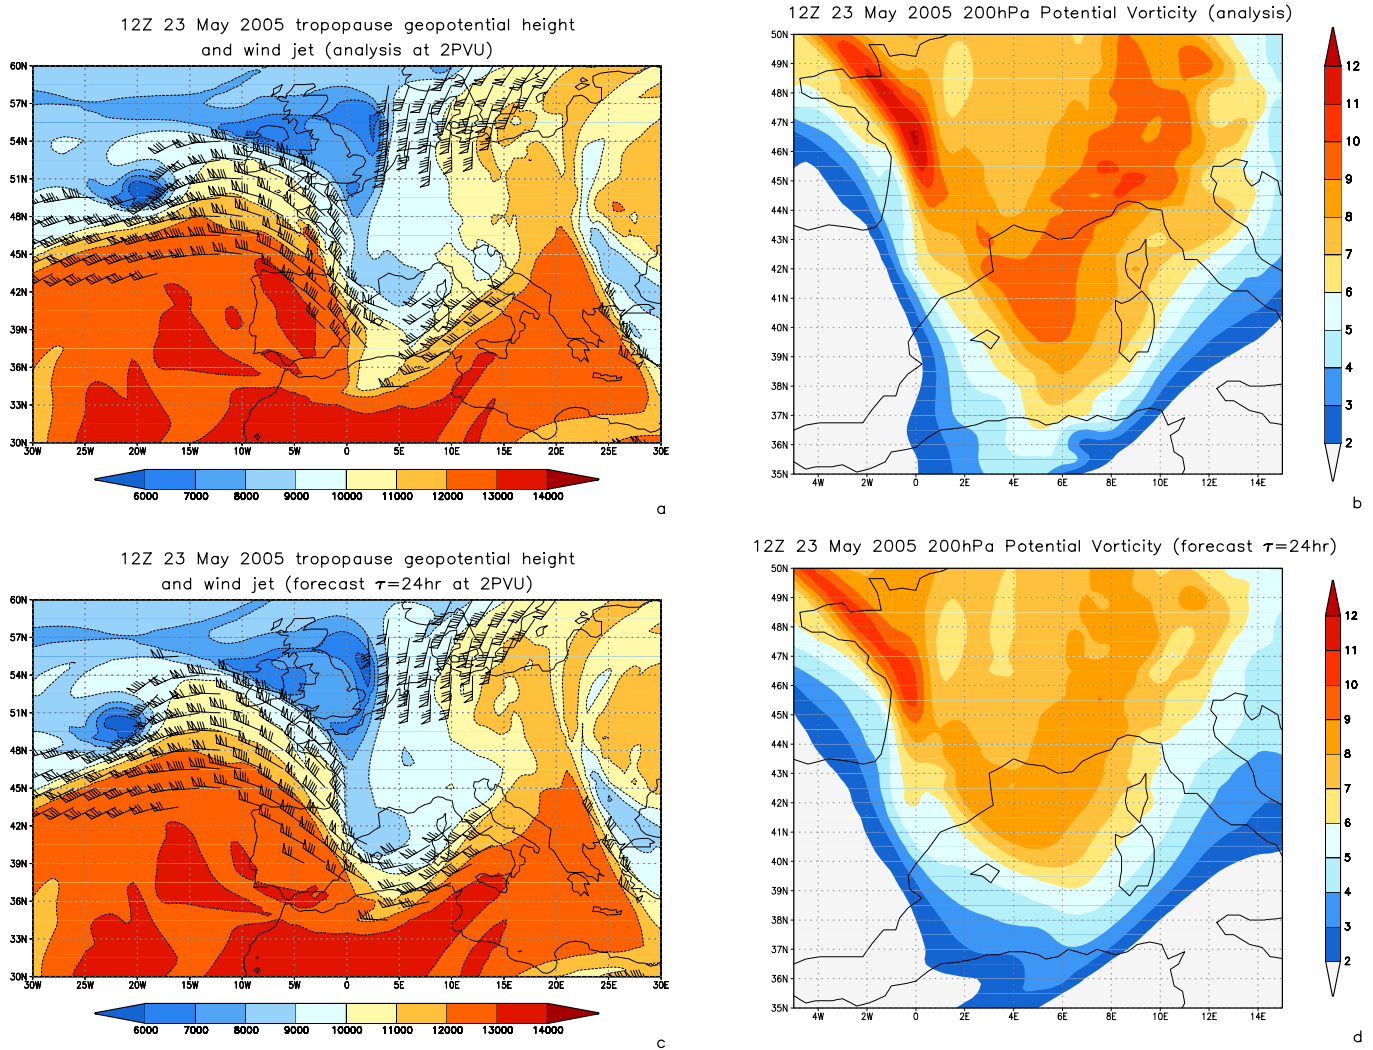 12Z 23 May 2005 tropopause geopotential height
and wind jet (analysis at 2PVU)
60N
57N
54N
51N
48N
45N
42N
39N
36N
33N
30N
30W 25W 20W 15W 10W 5W 0 5E 10E 15E 20E 25E 30E
6000 7000 8000 9000 10000 11000 12000 13000 14000
a
12Z 23 May 2005 200hPa Potential Vorticity (analysis)
50N
49N
48N
47N
46N
45N
44N
43N
42N
41N
40N
39N
38N
37N
36N
35N
4W 2W 0 2E 4E 6E 8E 10E 12E 14E
12
11
10
9
8
7
6
5
4
3
2
b
12Z 23 May 2005 tropopause geopotential height
and wind jet (forecast τ=24hr at 2PVU)
60N
57N
54N
51N
48N
45N
42N
39N
36N
33N
30N
30W 25W 20W 15W 10W 5W 0 5E 10E 15E 20E 25E 30E
6000 7000 8000 9000 10000 11000 12000 13000 14000
c
12Z 23 May 2005 200hPa Potential Vorticity (forecast τ=24hr)
50N
49N
48N
47N
46N
45N
44N
43N
42N
41N
40N
39N
38N
37N
36N
35N
4W 2W 0 2E 4E 6E 8E 10E 12E 14E
12
11
10
9
8
7
6
5
4
3
2
d